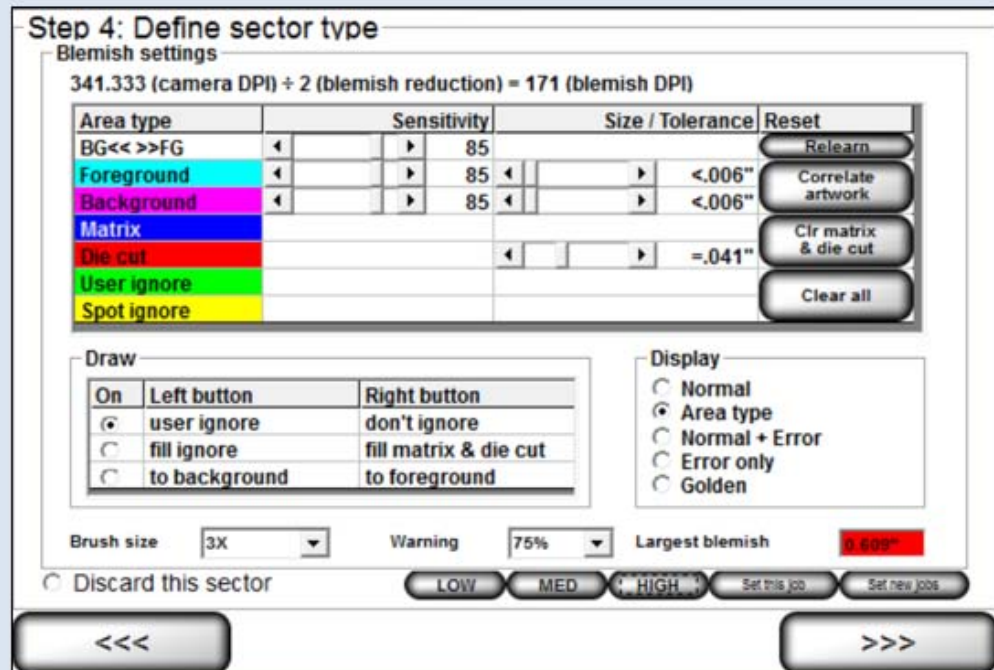 Step 4: Define sector type
Blemish settings
341.333 (camera DPI) ÷ 2 (blemish reduction) = 171 (blemish DPI)
Area type Sensitivity Size / Tolerance Reset
BG<< >>FG 85 Relearn
Foreground 85 <.006" Correlate artwork
Background 85 <.006"
Matrix Clr matrix & die cut
Die cut =.041"
User ignore Clear all
Spot ignore
Draw
On Left button Right button
user ignore don't ignore
fill ignore fill matrix & die cut
to background to foreground
Display
Normal
Area type
Normal + Error
Error only
Golden
Brush size 3X Warning 75% Largest blemish 0.609"
Discard this sector LOW MED HIGH Set this job Set new jobs
<<< >>>